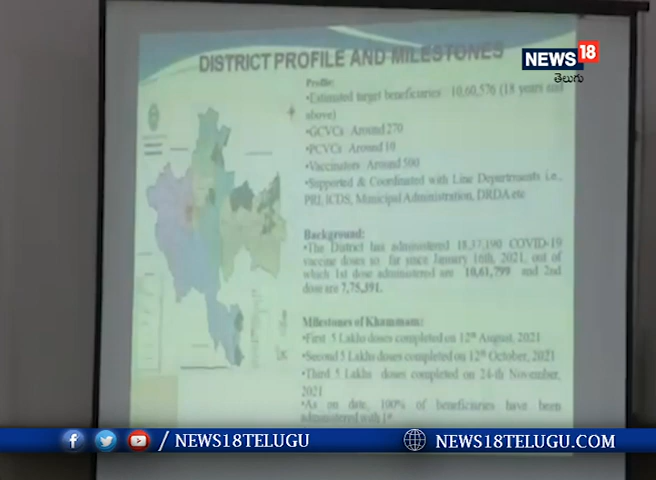 DISTRICT PROFILE AND MILESTONES
NEWS 18
తెలుగు
Profile:
•Estimated target beneficiaries: 10,60,576 (18 years and
above)
•GCVCs Around 270
•PCVCs Around 10
•Vaccinators Around 500
•Supported & Coordinated with Line Departments i.e.,
PRI, ICDS, Municipal Administration, DRDA etc
Background:
•The District has administered 18,37,190 COVID-19
vaccine doses so far since January 16th, 2021, out of
which 1st dose administered are 10,61,799 and 2nd
dose are 7,75,391.
Milestones of Khammam:
•First 5 Lakhs doses completed on 12th August, 2021
•Second 5 Lakhs doses completed on 12th October, 2021
•Third 5 Lakhs doses completed on 24-th November,
2021
•As on date, 100% of beneficiaries have been
administered with 1st
/ NEWS18TELUGU
NEWS18TELUGU.COM